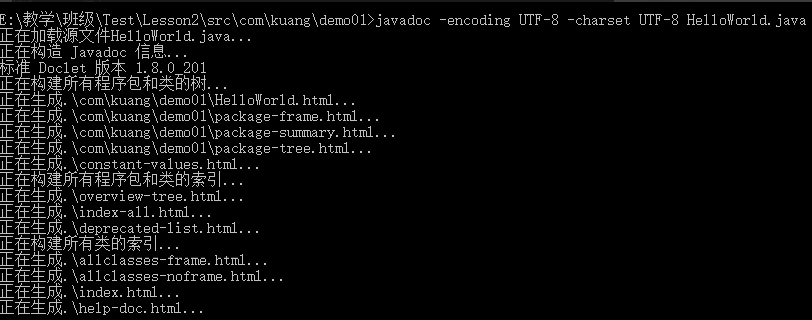 E:\教学\班级\Test\Lesson2\src\com\kuang\demo01>javadoc -encoding UTF-8 -charset UTF-8 HelloWorld.java
正在加载源文件HelloWorld.java...
正在构造 Javadoc 信息...
标准 Doclet 版本 1.8.0_201
正在构建所有程序包和类的树...
正在生成.\com\kuang\demo01\HelloWorld.html...
正在生成.\com\kuang\demo01\package-frame.html...
正在生成.\com\kuang\demo01\package-summary.html...
正在生成.\com\kuang\demo01\package-tree.html...
正在生成.\constant-values.html...
正在构建所有程序包和类的索引...
正在生成.\overview-tree.html...
正在生成.\index-all.html...
正在生成.\deprecated-list.html...
正在构建所有类的索引...
正在生成.\allclasses-frame.html...
正在生成.\allclasses-noframe.html...
正在生成.\index.html...
正在生成.\help-doc.html...